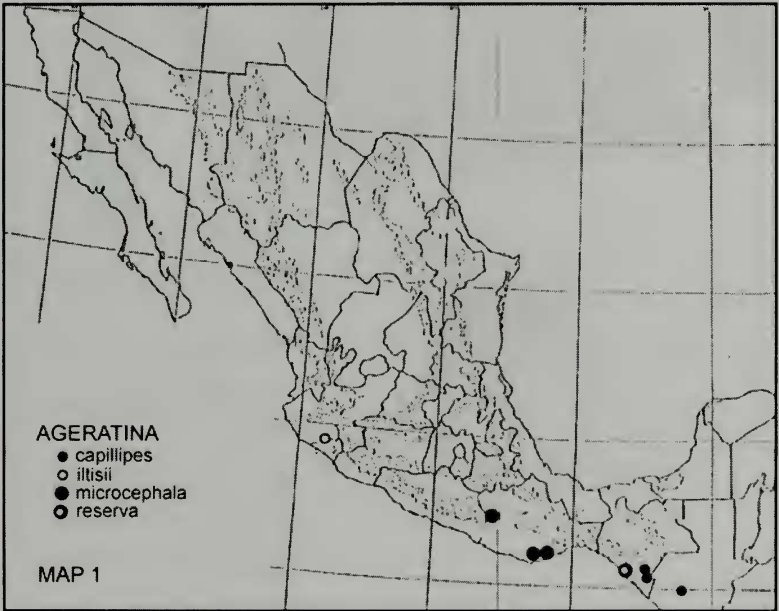 AGERATINA
capillipes
iltisii
microcephala
reserva
MAP 1